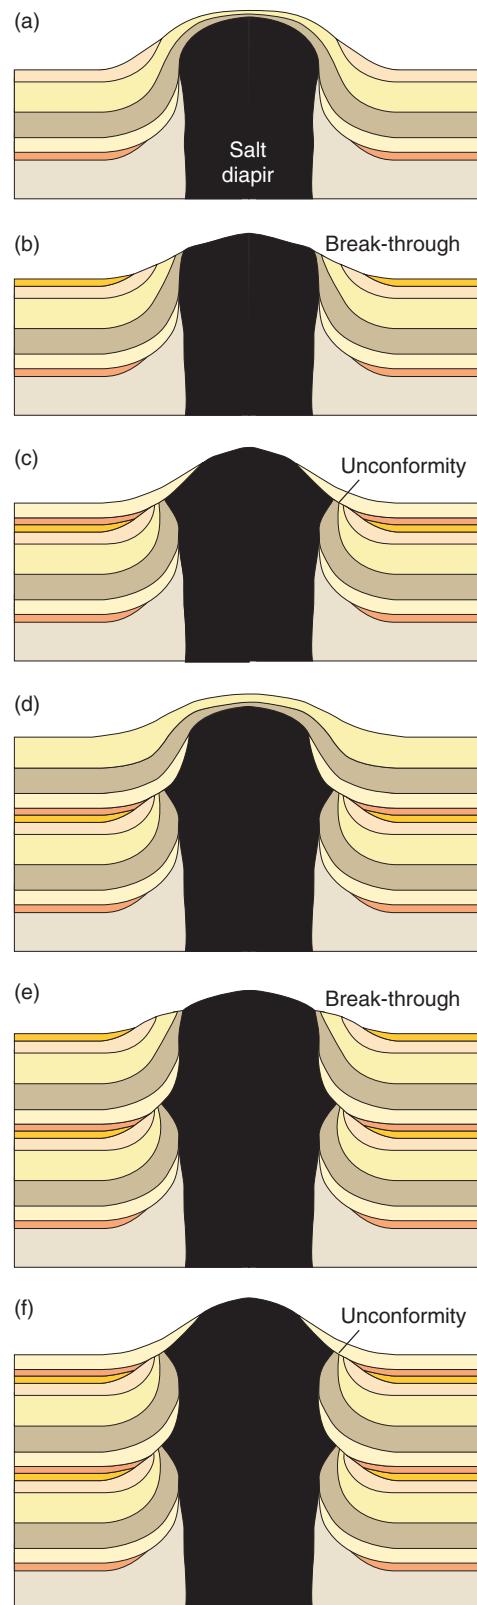 (a)
Salt
diapir
(b)
Break-through
(c)
Unconformity
(d)
(e)
Break-through
(f)
Unconformity